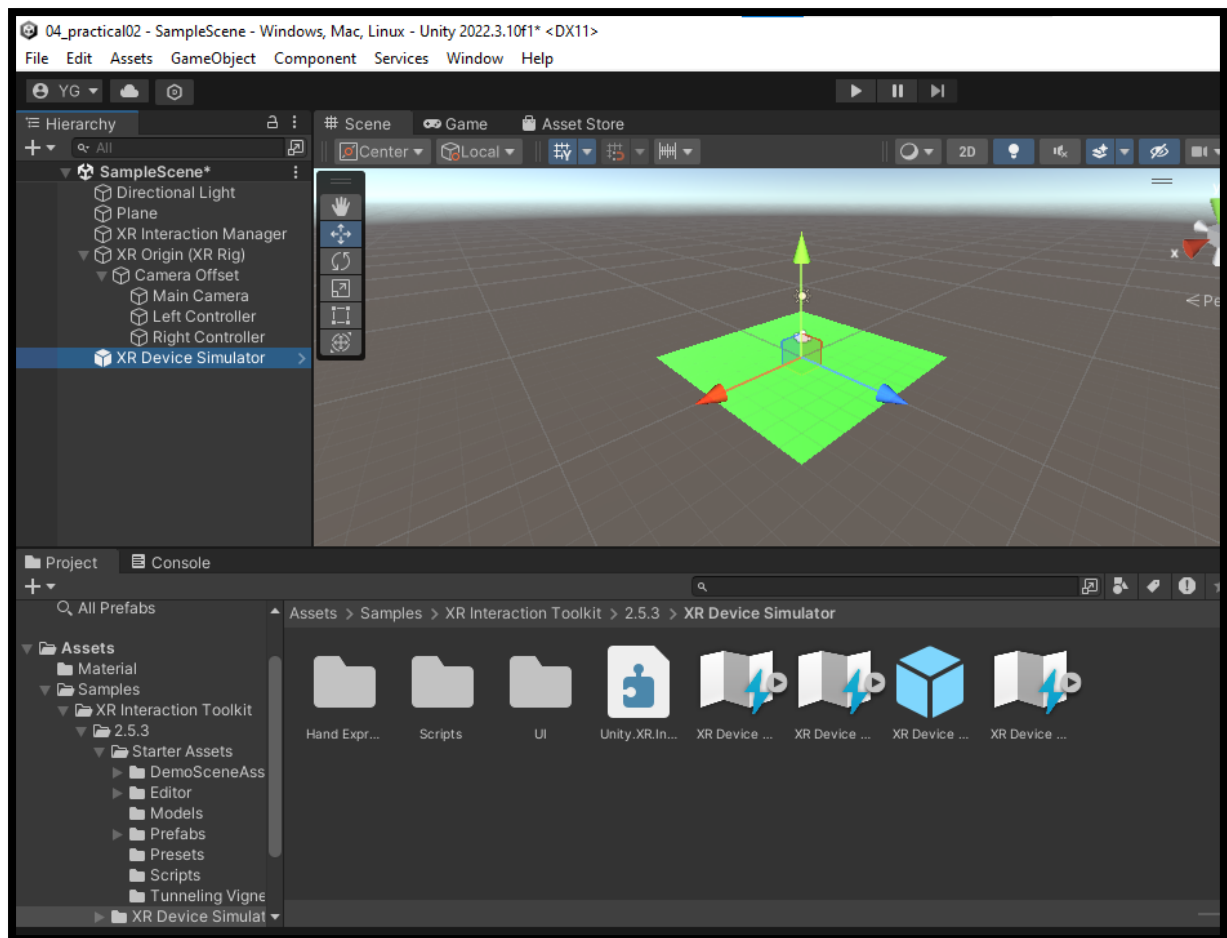 04_practical02 - SampleScene - Windows, Mac, Linux - Unity 2022.3.10f1* <DX11>
File Edit Assets GameObject Component Services Window Help
YG
Hierarchy
All
Scene Game Asset Store
Center Local 2D
SampleScene*
Directional Light
Plane
XR Interaction Manager
XR Origin (XR Rig)
Camera Offset
Main Camera
Left Controller
Right Controller
XR Device Simulator
x
Pe
Project Console
All Prefabs
Assets
Material
Samples
XR Interaction Toolkit
2.5.3
Starter Assets
DemoSceneAss
Editor
Models
Prefabs
Presets
Scripts
Tunneling Vigne
XR Device Simulat
Assets > Samples > XR Interaction Toolkit > 2.5.3 > XR Device Simulator
Hand Expr... Scripts UI Unity.XR.In... XR Device ... XR Device ... XR Device ... XR Device ...